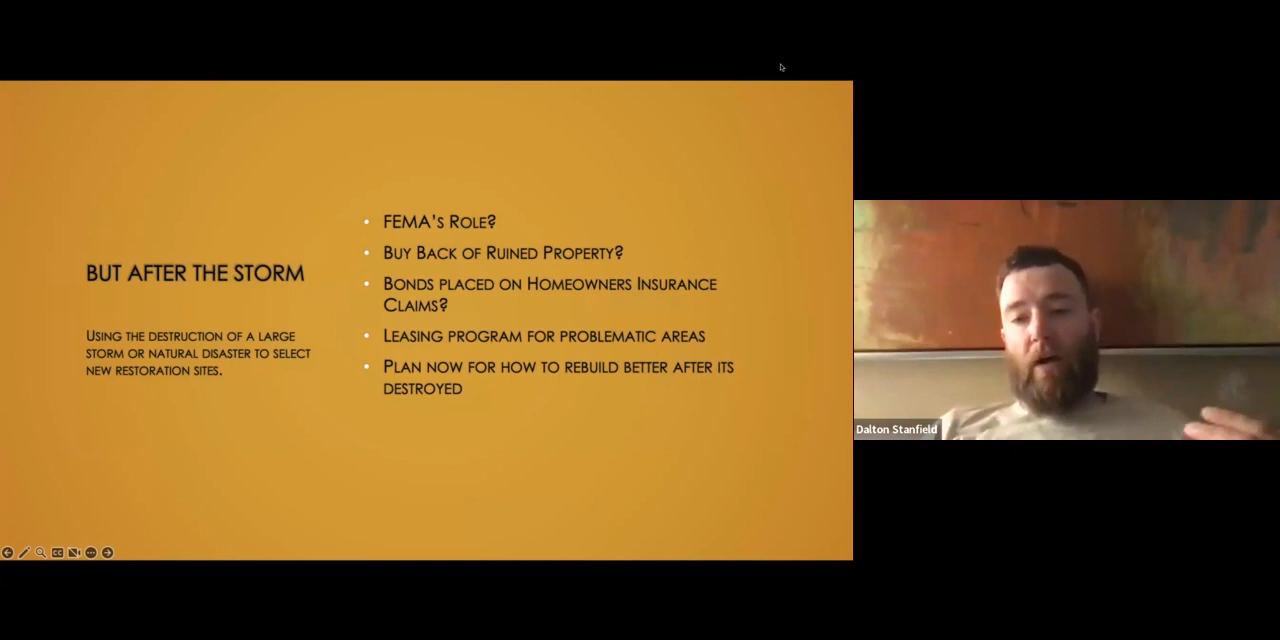 BUT AFTER THE STORM
USING THE DESTRUCTION OF A LARGE
STORM OR NATURAL DISASTER TO SELECT
NEW RESTORATION SITES.
• FEMA'S ROLE?
• BUY BACK OF RUINED PROPERTY?
• BONDS PLACED ON HOMEOWNERS INSURANCE
CLAIMS?
• LEASING PROGRAM FOR PROBLEMATIC AREAS
• PLAN NOW FOR HOW TO REBUILD BETTER AFTER ITS
DESTROYED
Dalton Stanfield
CC